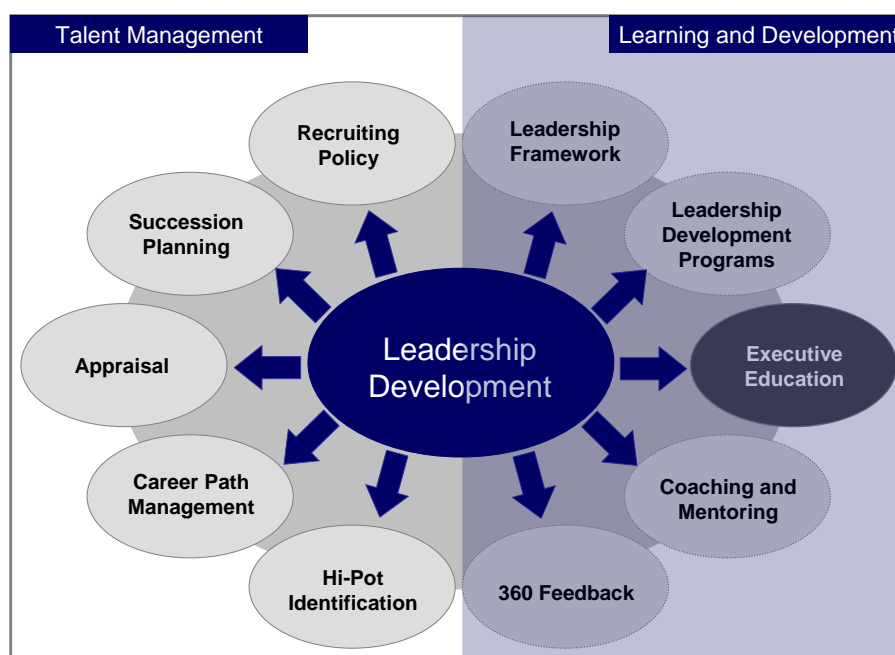 Talent Management
Learning and Development
Recruiting
Policy
Leadership
Framework
Succession
Planning
Leadership
Development
Programs
Appraisal
Leadership
Development
Executive
Education
Career Path
Management
Coaching and
Mentoring
Hi-Pot
Identification
360 Feedback